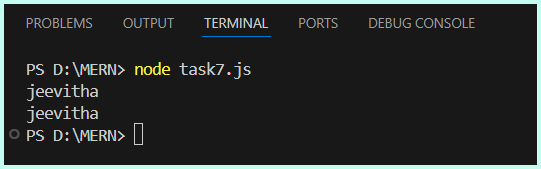 PROBLEMS OUTPUT TERMINAL PORTS DEBUG CONSOLE
PS D:\MERN> node task7.js
jeevitha
jeevitha
PS D:\MERN>